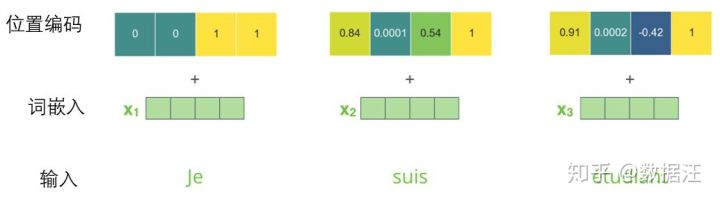 位置编码 0 0 1 1 0.84 0.0001 0.54 1 0.91 0.0002 -0.42 1
+ + +
词嵌入 x1 x2 x3
输入 Je suis étudiant
知乎 @数据汪